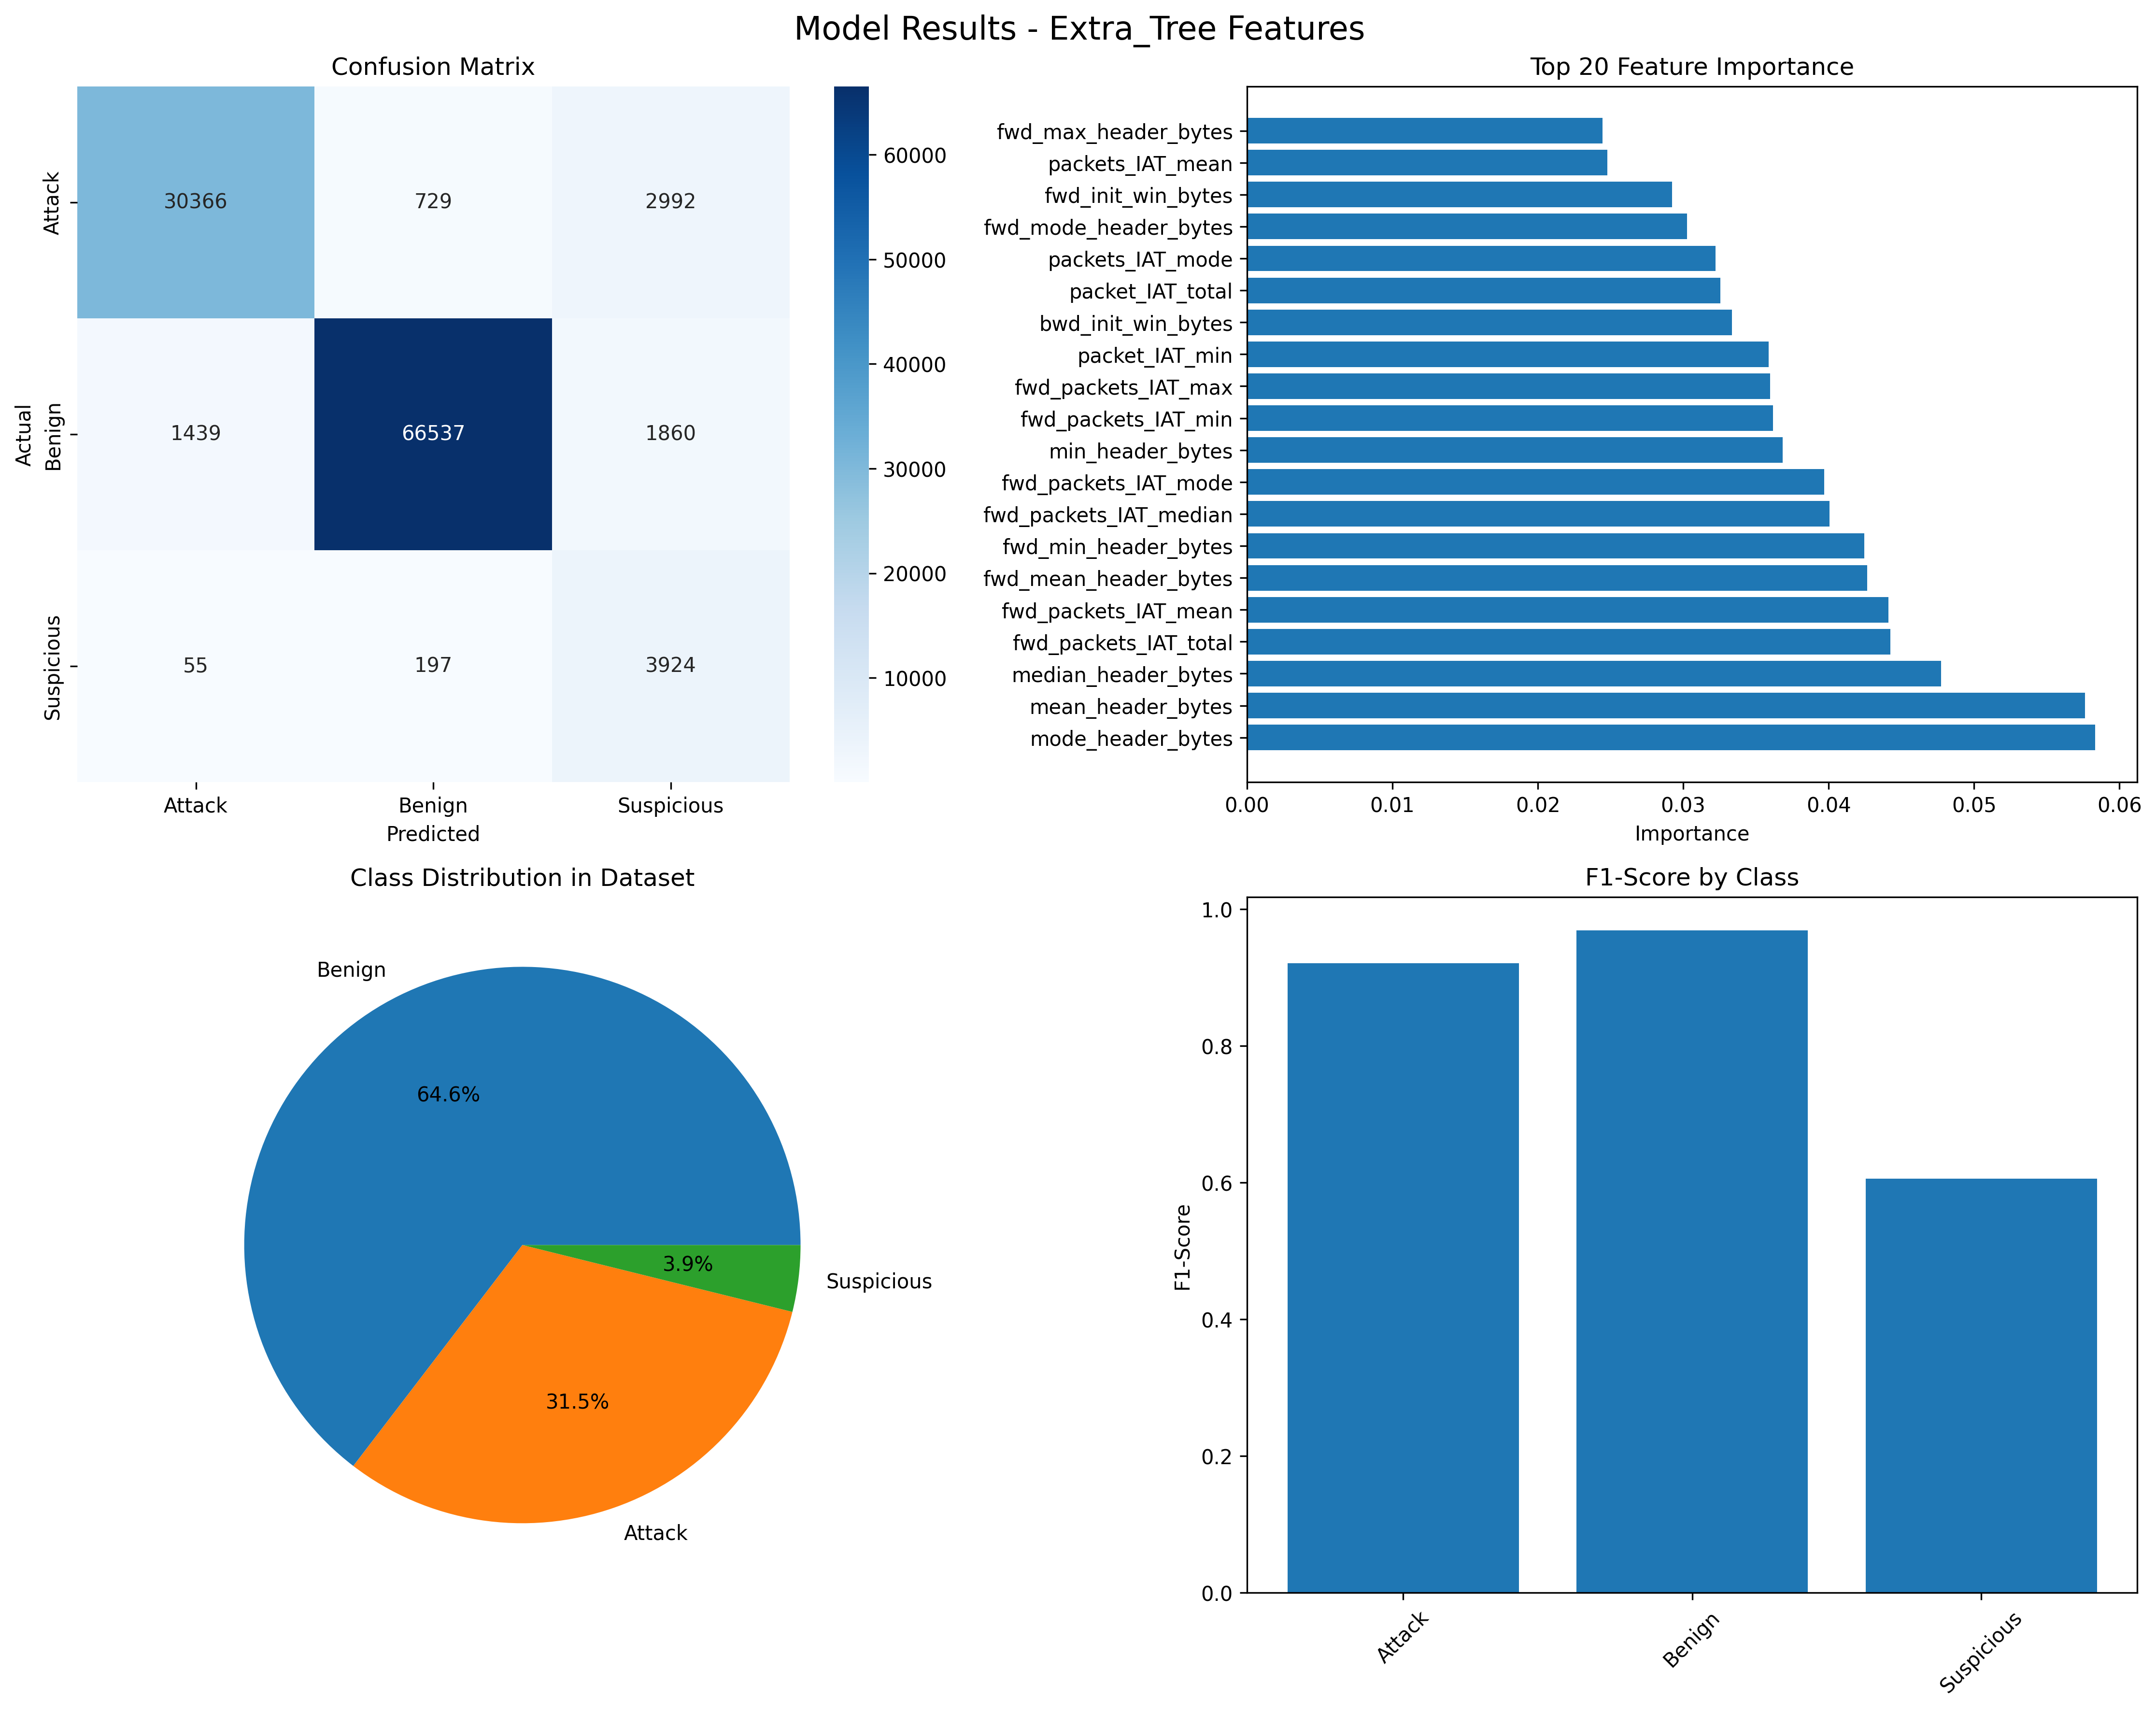 Model Results - Extra_Tree Features
Confusion Matrix
Actual
Attack
Benign
Suspicious
30366 729 2992
1439 66537 1860
55 197 3924
Attack Benign Suspicious
Predicted
60000
50000
40000
30000
20000
10000
Top 20 Feature Importance
fwd_max_header_bytes
packets_IAT_mean
fwd_init_win_bytes
fwd_mode_header_bytes
packets_IAT_mode
packet_IAT_total
bwd_init_win_bytes
packet_IAT_min
fwd_packets_IAT_max
fwd_packets_IAT_min
min_header_bytes
fwd_packets_IAT_mode
fwd_packets_IAT_median
fwd_min_header_bytes
fwd_mean_header_bytes
fwd_packets_IAT_mean
fwd_packets_IAT_total
median_header_bytes
mean_header_bytes
mode_header_bytes
0.00 0.01 0.02 0.03 0.04 0.05 0.06
Importance
Class Distribution in Dataset
Benign
64.6%
3.9%
Suspicious
31.5%
Attack
F1-Score by Class
F1-Score
1.0
0.8
0.6
0.4
0.2
0.0
Attack Benign Suspicious